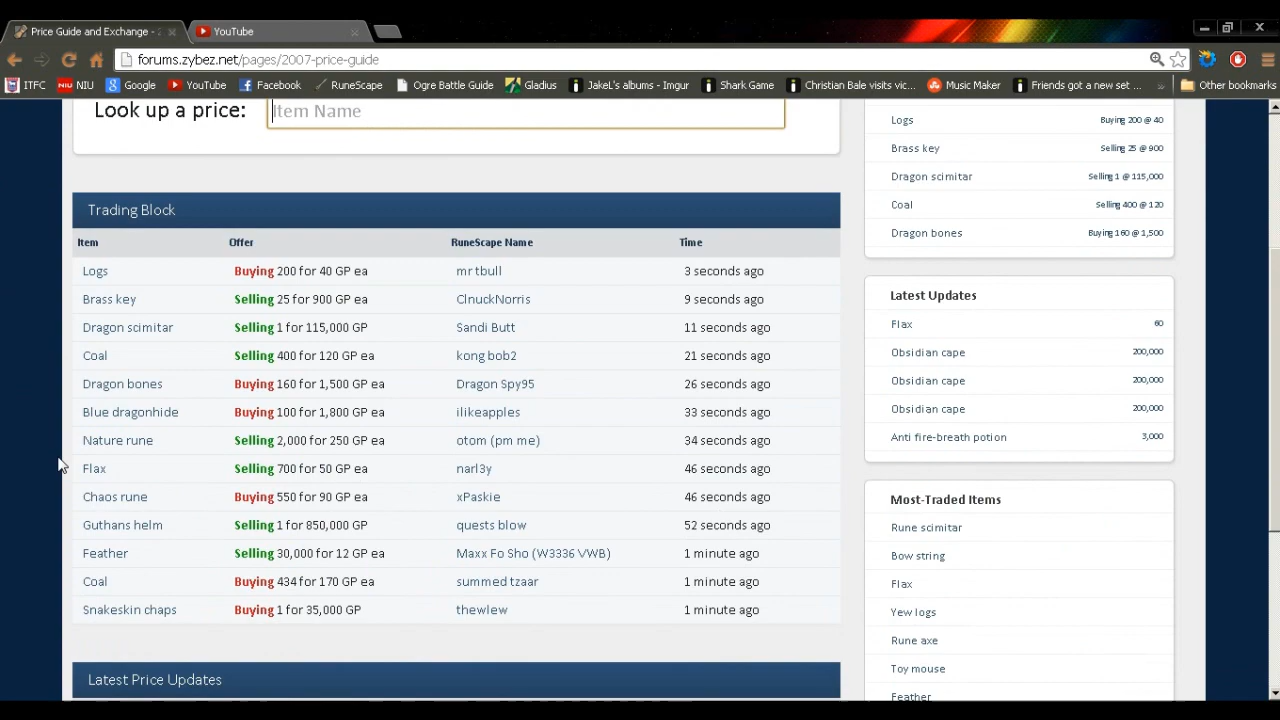 Price Guide and Exchange -
YouTube
forums.zybez.net/pages/2007-price-guide
ITFC
NIU NIU
Google
YouTube
Facebook
RuneScape
Ogre Battle Guide
Gladius
JakeL's albums - Imgur
Shark Game
Christian Bale visits vic...
Music Maker
Friends got a new set ...
»
Other bookmarks
Look up a price: Item Name
Trading Block
Item Offer RuneScape Name Time
Logs Buying 200 for 40 GP ea mr tbull 3 seconds ago
Brass key Selling 25 for 900 GP ea ClnuckNorris 9 seconds ago
Dragon scimitar Selling 1 for 115,000 GP Sandi Butt 11 seconds ago
Coal Selling 400 for 120 GP ea kong bob2 21 seconds ago
Dragon bones Buying 160 for 1,500 GP ea Dragon Spy95 26 seconds ago
Blue dragonhide Buying 100 for 1,800 GP ea ilikeapples 33 seconds ago
Nature rune Selling 2,000 for 250 GP ea otom (pm me) 34 seconds ago
Flax Selling 700 for 50 GP ea narl3y 46 seconds ago
Chaos rune Buying 550 for 90 GP ea xPaskie 46 seconds ago
Guthans helm Selling 1 for 850,000 GP quests blow 52 seconds ago
Feather Selling 30,000 for 12 GP ea Maxx Fo Sho (W3336 VWB) 1 minute ago
Coal Buying 434 for 170 GP ea summed tzaar 1 minute ago
Snakeskin chaps Buying 1 for 35,000 GP thewlew 1 minute ago
Latest Price Updates
Logs Buying 200 @ 40
Brass key Selling 25 @ 900
Dragon scimitar Selling 1 @ 115,000
Coal Selling 400 @ 120
Dragon bones Buying 160 @ 1,500
Latest Updates
Flax 60
Obsidian cape 200,000
Obsidian cape 200,000
Obsidian cape 200,000
Anti fire-breath potion 3,000
Most-Traded Items
Rune scimitar
Bow string
Flax
Yew logs
Rune axe
Toy mouse
Feather